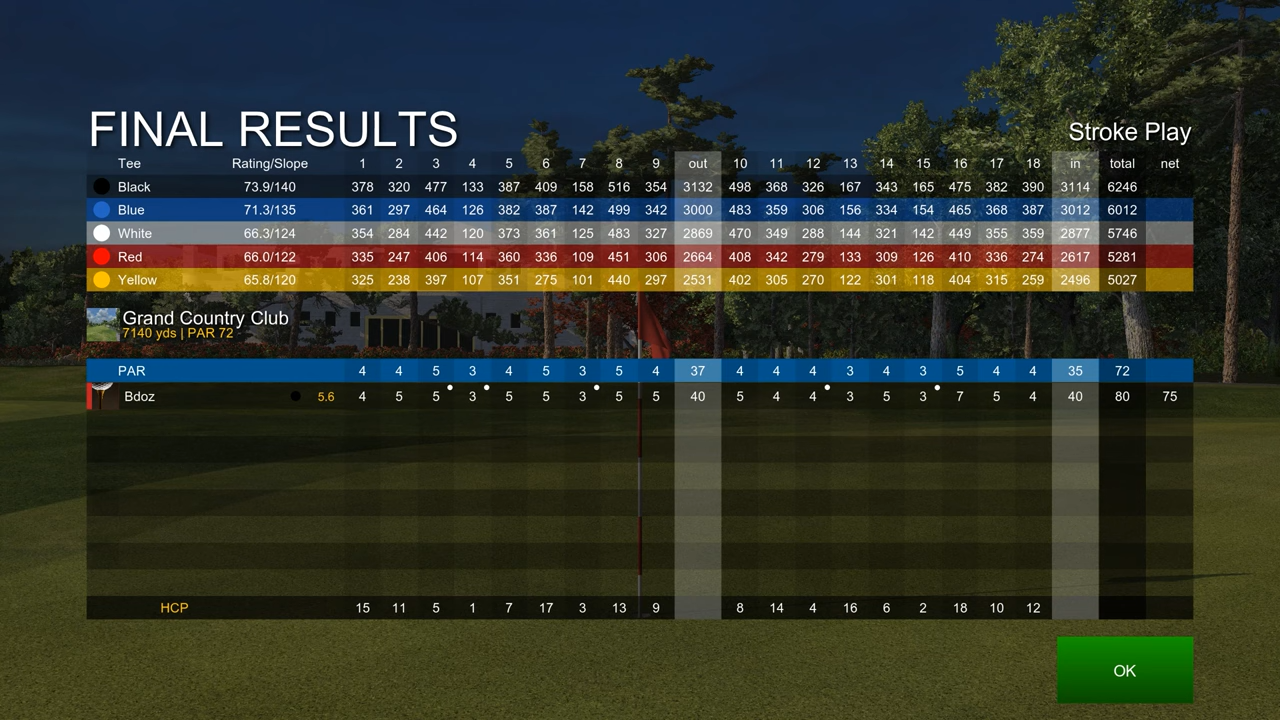 FINAL RESULTS
Stroke Play
Tee Rating/Slope 1 2 3 4 5 6 7 8 9 out 10 11 12 13 14 15 16 17 18 in total net
Black 73.9/140 378 320 477 133 387 409 158 516 354 3132 498 368 326 167 343 165 475 382 390 3114 6246
Blue 71.3/135 361 297 464 126 382 387 142 499 342 3000 483 359 306 156 334 154 465 368 387 3012 6012
White 66.3/124 354 284 442 120 373 361 125 483 327 2869 470 349 288 144 321 142 449 355 359 2877 5746
Red 66.0/122 335 247 406 114 360 336 109 451 306 2664 408 342 279 133 309 126 410 336 274 2617 5281
Yellow 65.8/120 325 238 397 107 351 275 101 440 297 2531 402 305 270 122 301 118 404 315 259 2496 5027
Grand Country Club
7140 yds | PAR 72
PAR 4 4 5 3 4 5 3 5 4 37 4 4 4 3 4 3 5 4 4 35 72
Bdoz 5.6 4 5 5 3 5 5 3 5 5 40 5 4 4 3 5 3 7 5 4 40 80 75
HCP 15 11 5 1 7 17 3 13 9 8 14 4 16 6 2 18 10 12
OK